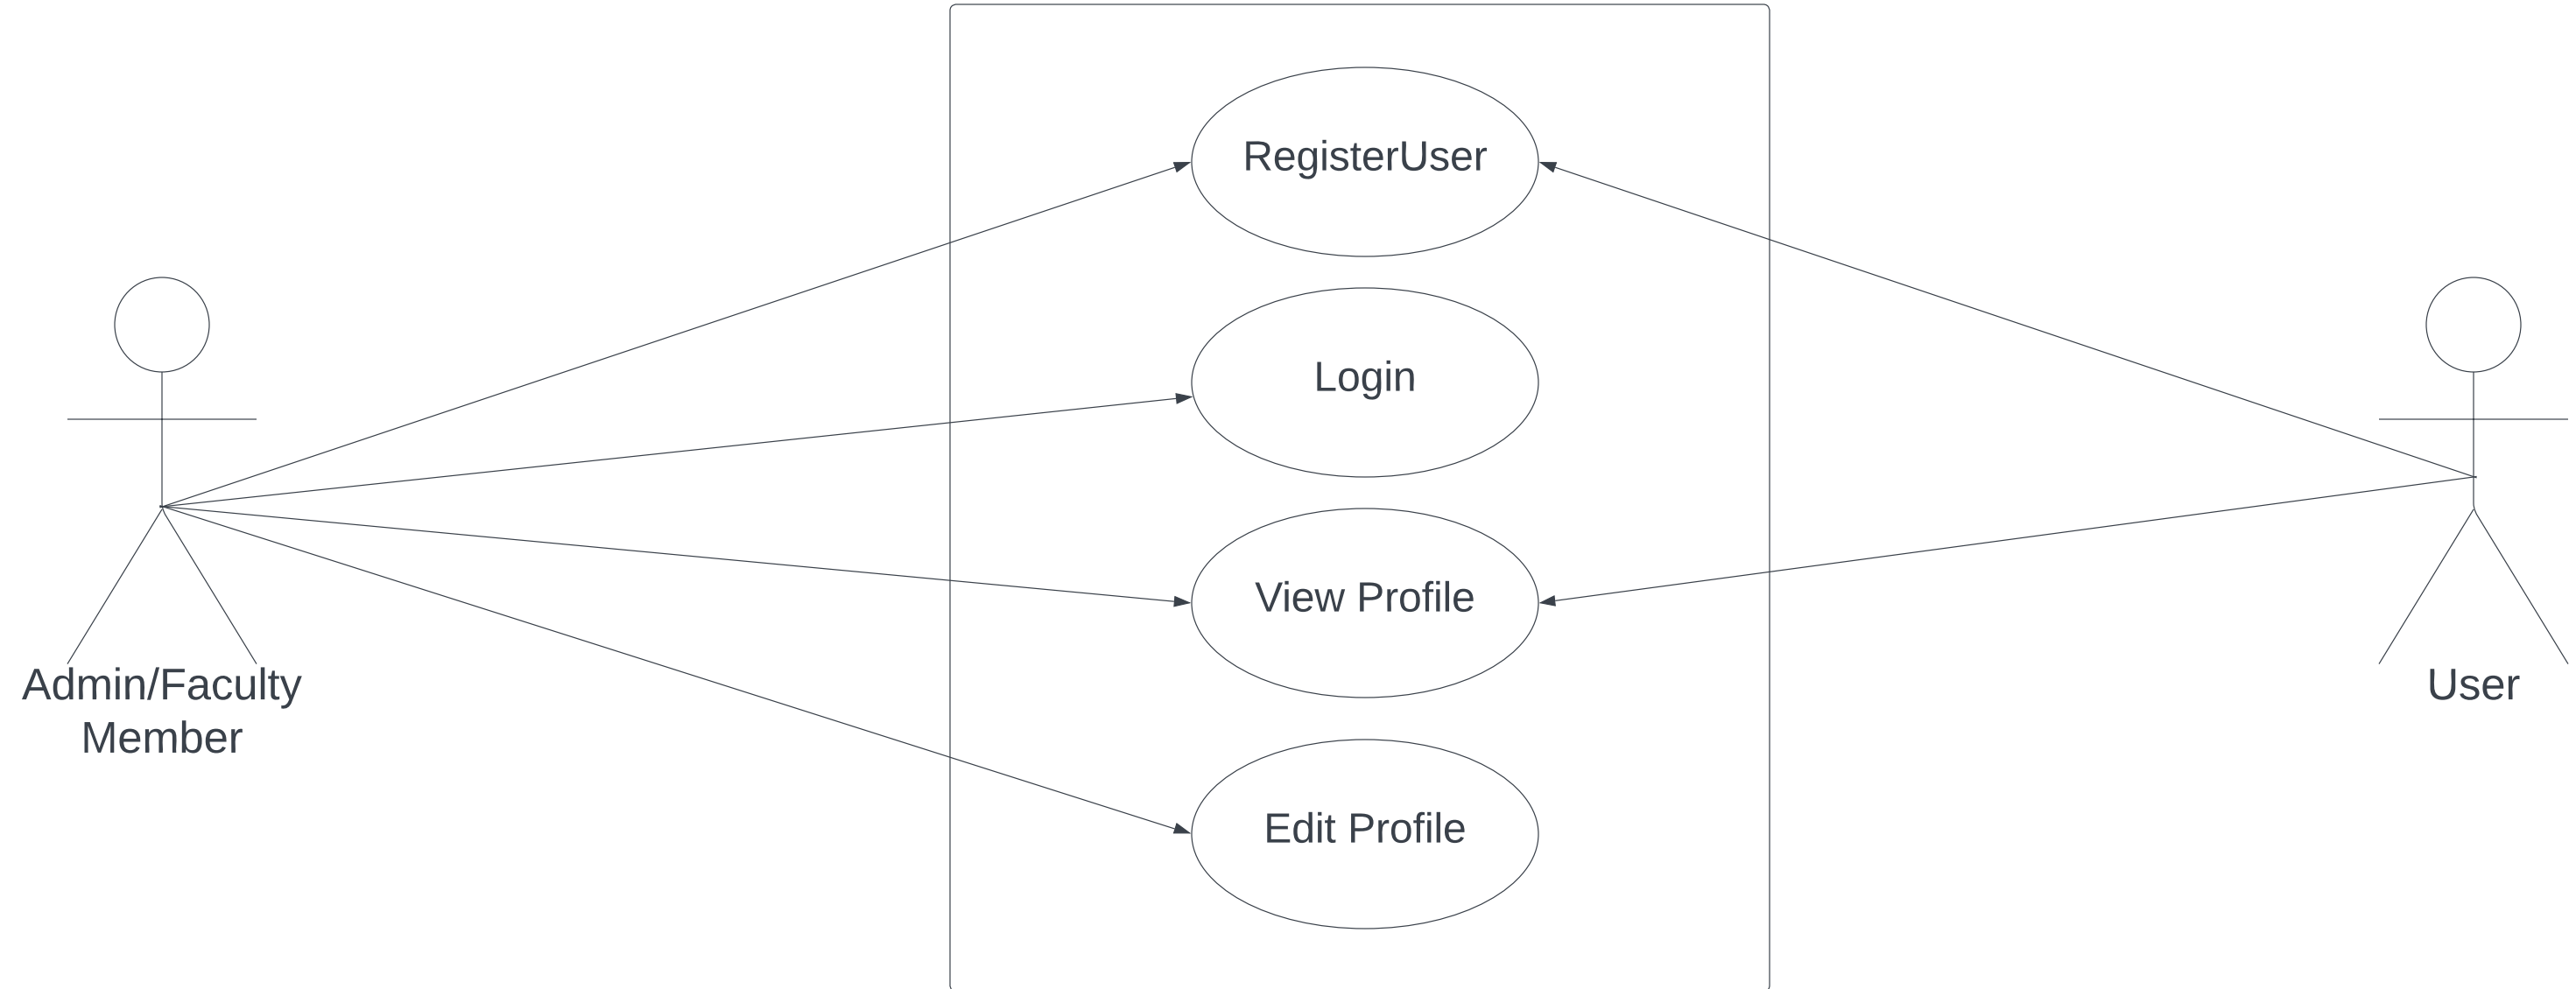 RegisterUser
Login
View Profile
Edit Profile
Admin/Faculty
Member
User